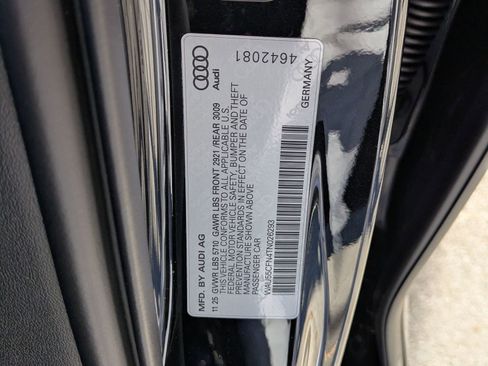 Audi
4642081
GERMANY
MFD. BY AUDI AG
11 25 GVWR LBS 5710 GAWR LBS FRONT 2921 /REAR 3009
THIS VEHICLE CONFORMS TO ALL APPLICABLE U.S.
FEDERAL MOTOR VEHICLE SAFETY, BUMPER AND THEFT
PREVENTION STANDARDS IN EFFECT ON THE DATE OF
MANUFACTURE SHOWN ABOVE
PASSENGER CAR
WAU55CFN4TN026293